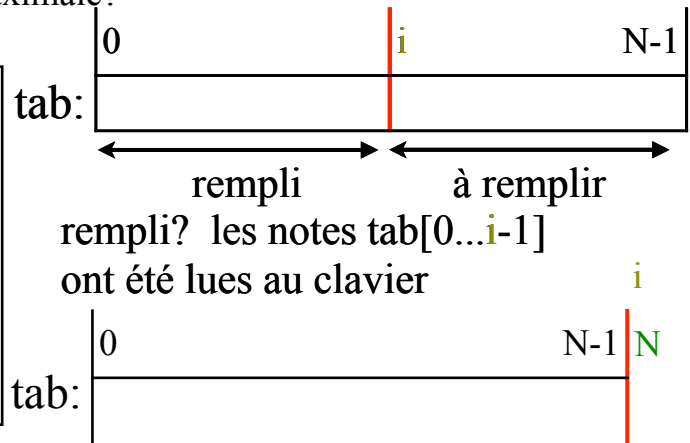 0 i N-1
tab:
rempli à remplir
rempli? les notes tab[0...i-1]
ont été lues au clavier i
0 N-1 N
tab: